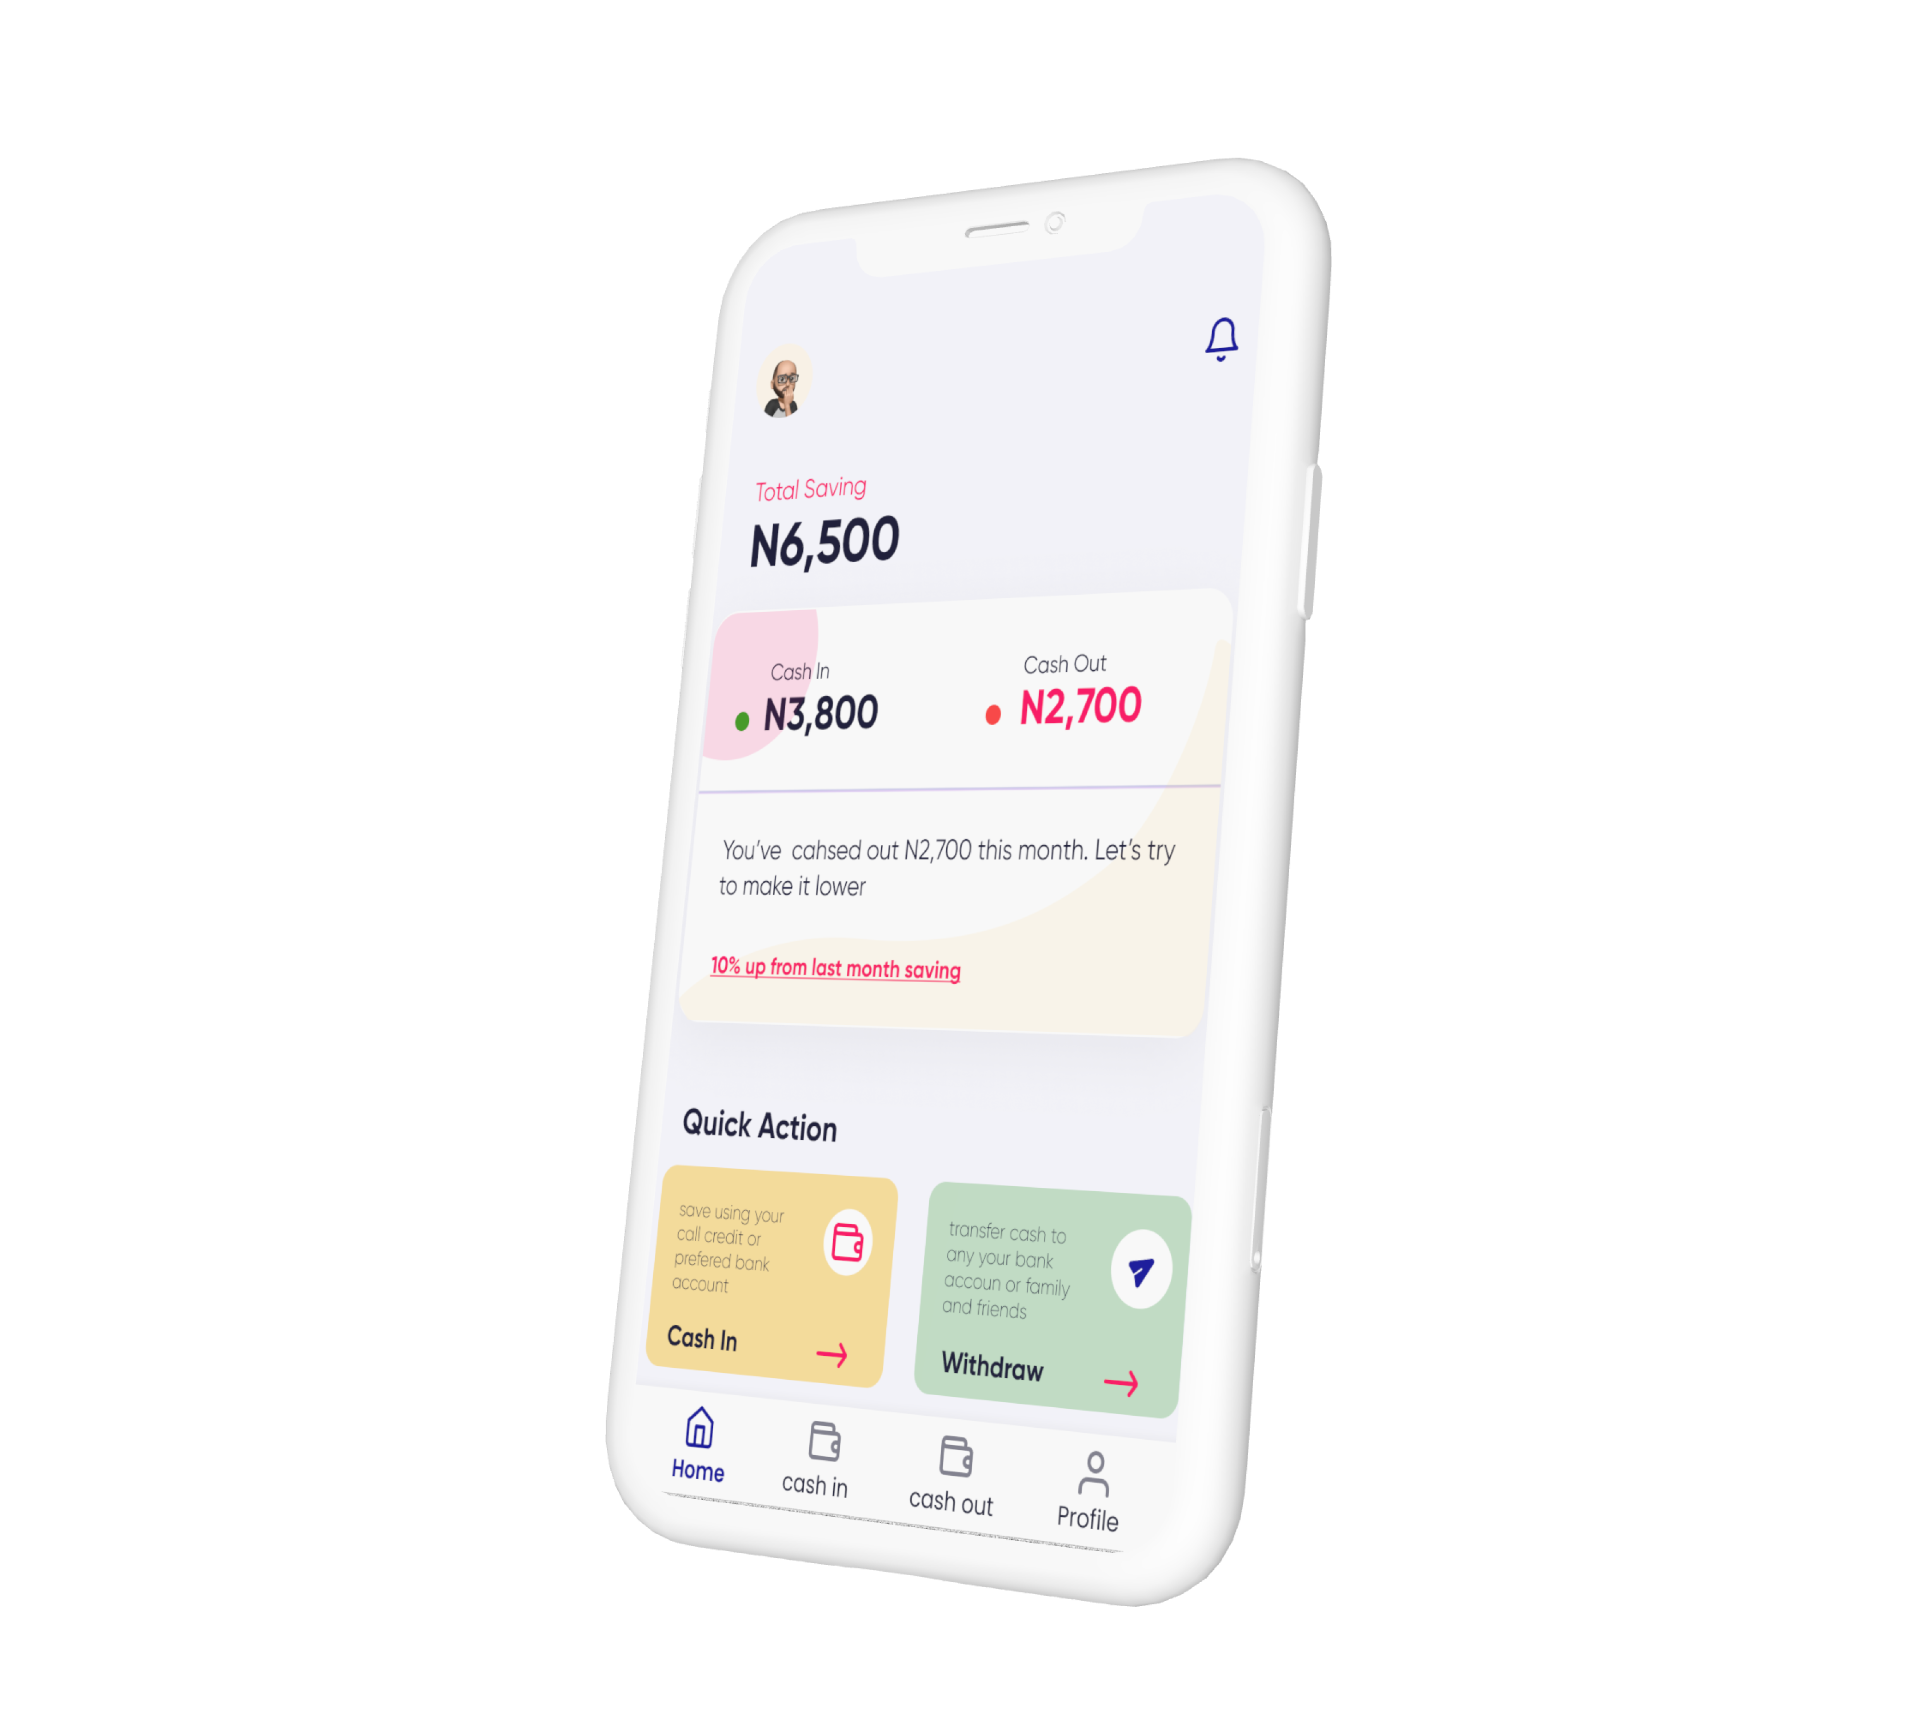 Total Saving
N6,500
Cash In
N3,800
Cash Out
N2,700
You've cahsed out N2,700 this month. Let's try
to make it lower
10% up from last month saving
Quick Action
save using your
call credit or
prefered bank
account
Cash In
transfer cash to
any your bank
accoun or family
and friends
Withdraw
Home
cash in
cash out
Profile